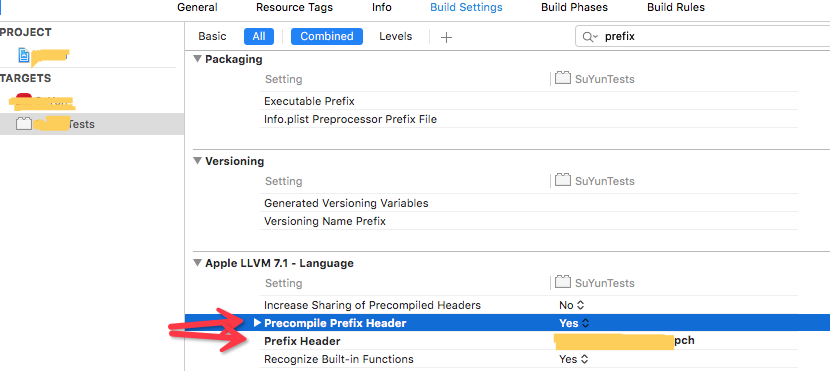 General Resource Tags Info Build Settings Build Phases Build Rules
PROJECT
Basic All Combined Levels + prefix
TARGETS
Packaging
Setting SuYunTests
Executable Prefix
Info.plist Preprocessor Prefix File
Tests
Versioning
Setting SuYunTests
Generated Versioning Variables
Versioning Name Prefix
Apple LLVM 7.1 - Language
Setting SuYunTests
Increase Sharing of Precompiled Headers No
Precompile Prefix Header Yes
Prefix Header pch
Recognize Built-in Functions Yes